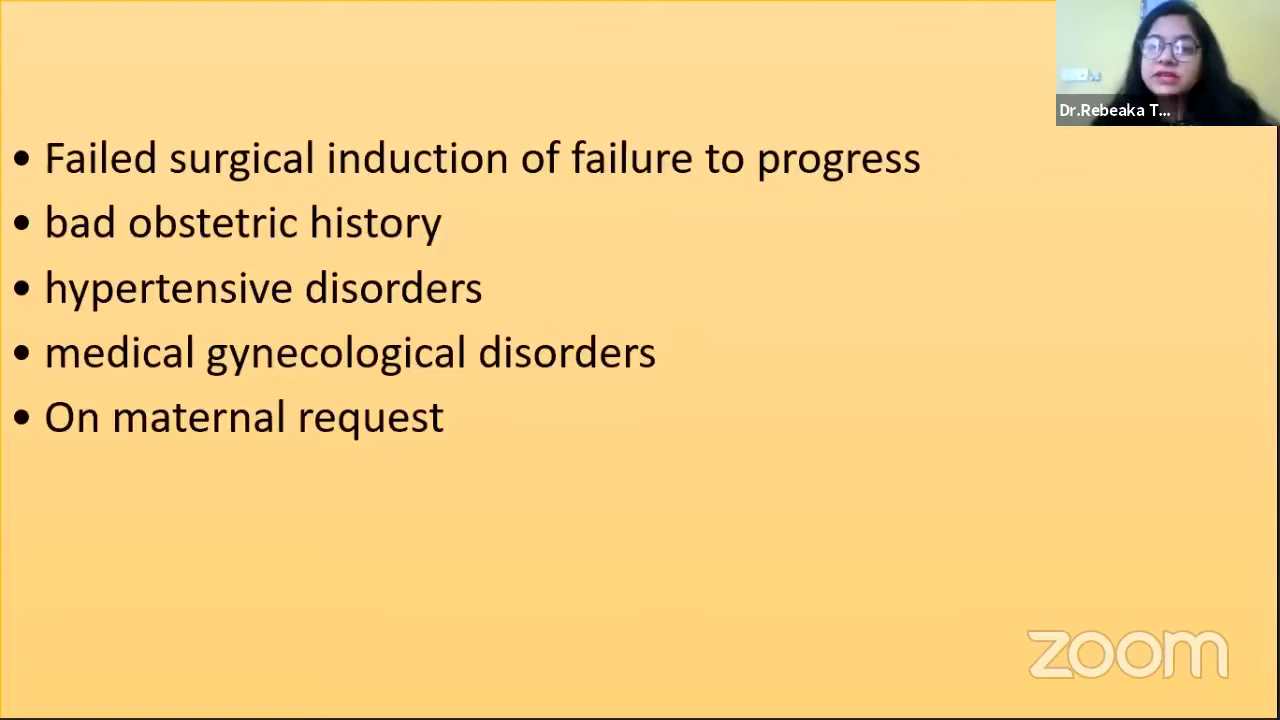 Dr.Rebeaka T...
• Failed surgical induction of failure to progress
• bad obstetric history
• hypertensive disorders
• medical gynecological disorders
• On maternal request
zoom